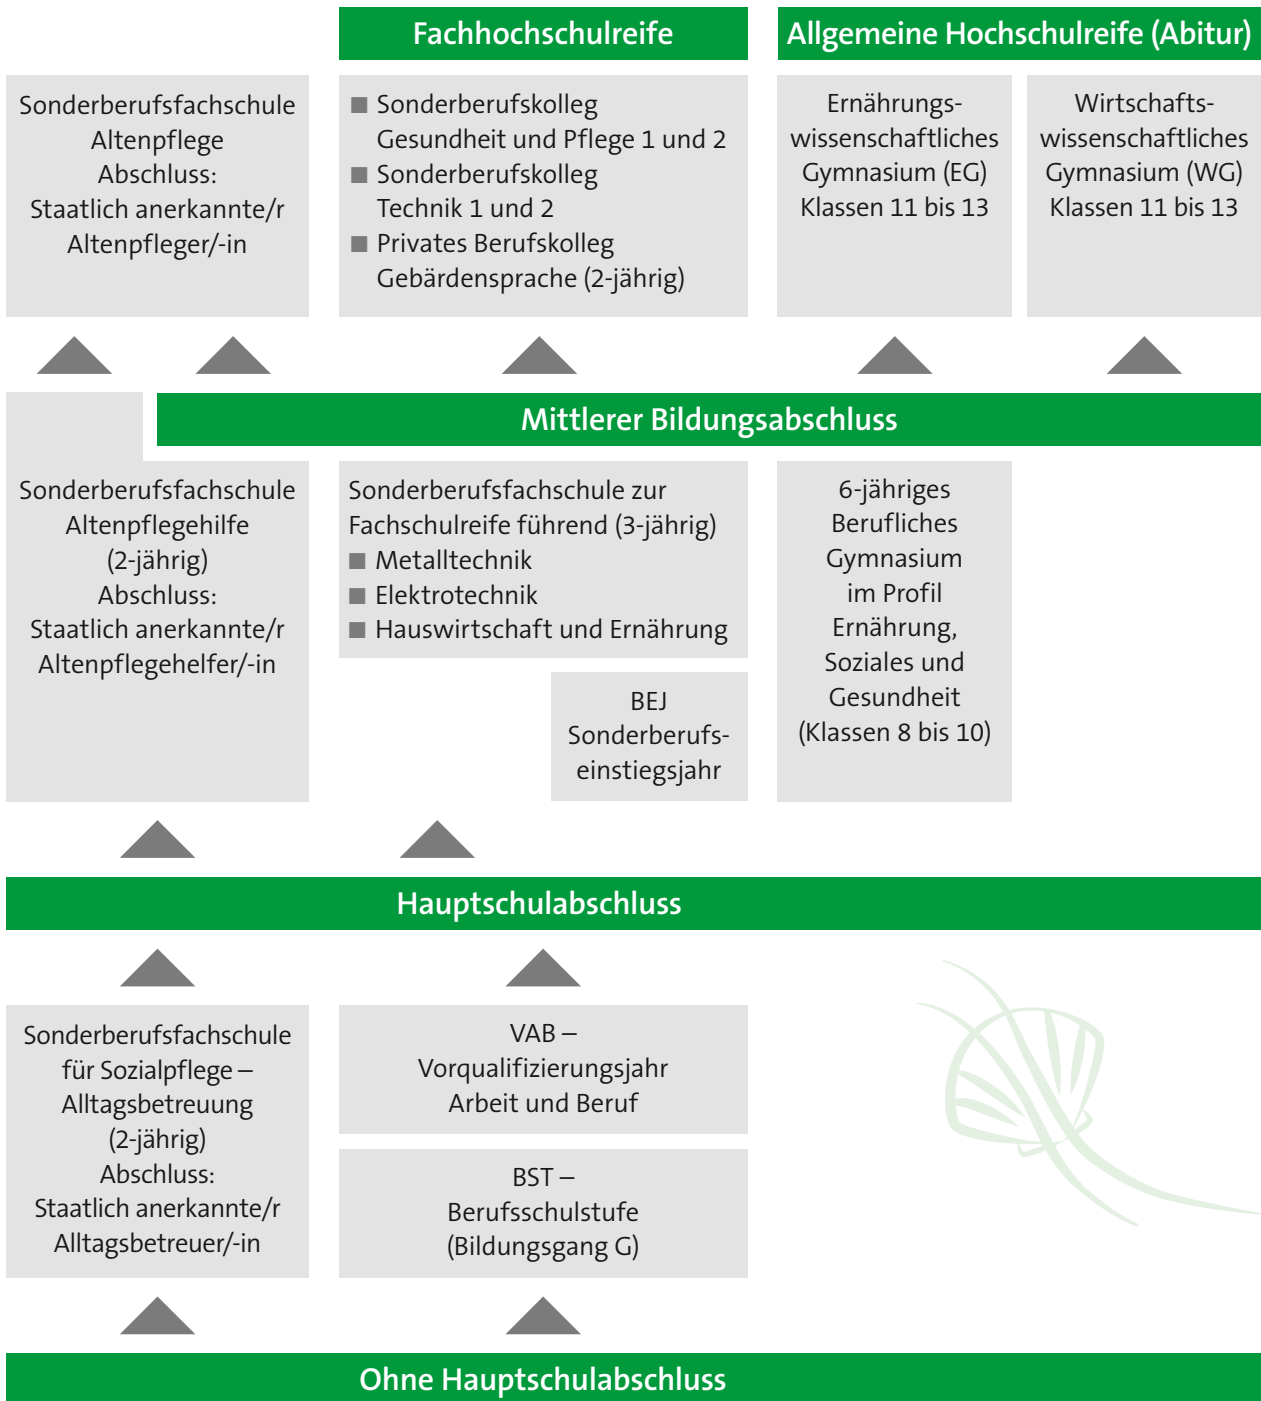 Fachhochschulreife
Allgemeine Hochschulreife (Abitur)
Sonderberufsfachschule
Altenpflege
Abschluss:
Staatlich anerkannte/r
Altenpfleger/-in
■ Sonderberufskolleg
Gesundheit und Pflege 1 und 2
■ Sonderberufskolleg
Technik 1 und 2
■ Privates Berufskolleg
Gebärdensprache (2-jährig)
Ernährungs-
wissenschaftliches
Gymnasium (EG)
Klassen 11 bis 13
Wirtschafts-
wissenschaftliches
Gymnasium (WG)
Klassen 11 bis 13
Mittlerer Bildungsabschluss
Sonderberufsfachschule
Altenpflegehilfe
(2-jährig)
Abschluss:
Staatlich anerkannte/r
Altenpflegehelfer/-in
Sonderberufsfachschule zur
Fachschulreife führend (3-jährig)
■ Metalltechnik
■ Elektrotechnik
■ Hauswirtschaft und Ernährung
BEJ
Sonderberufs-
einstiegsjahr
6-jähriges
Berufliches
Gymnasium
im Profil
Ernährung,
Soziales und
Gesundheit
(Klassen 8 bis 10)
Hauptschulabschluss
Sonderberufsfachschule
für Sozialpflege –
Alltagsbetreuung
(2-jährig)
Abschluss:
Staatlich anerkannte/r
Alltagsbetreuer/-in
VAB –
Vorqualifizierungsjahr
Arbeit und Beruf
BST –
Berufsschulstufe
(Bildungsgang G)
Ohne Hauptschulabschluss